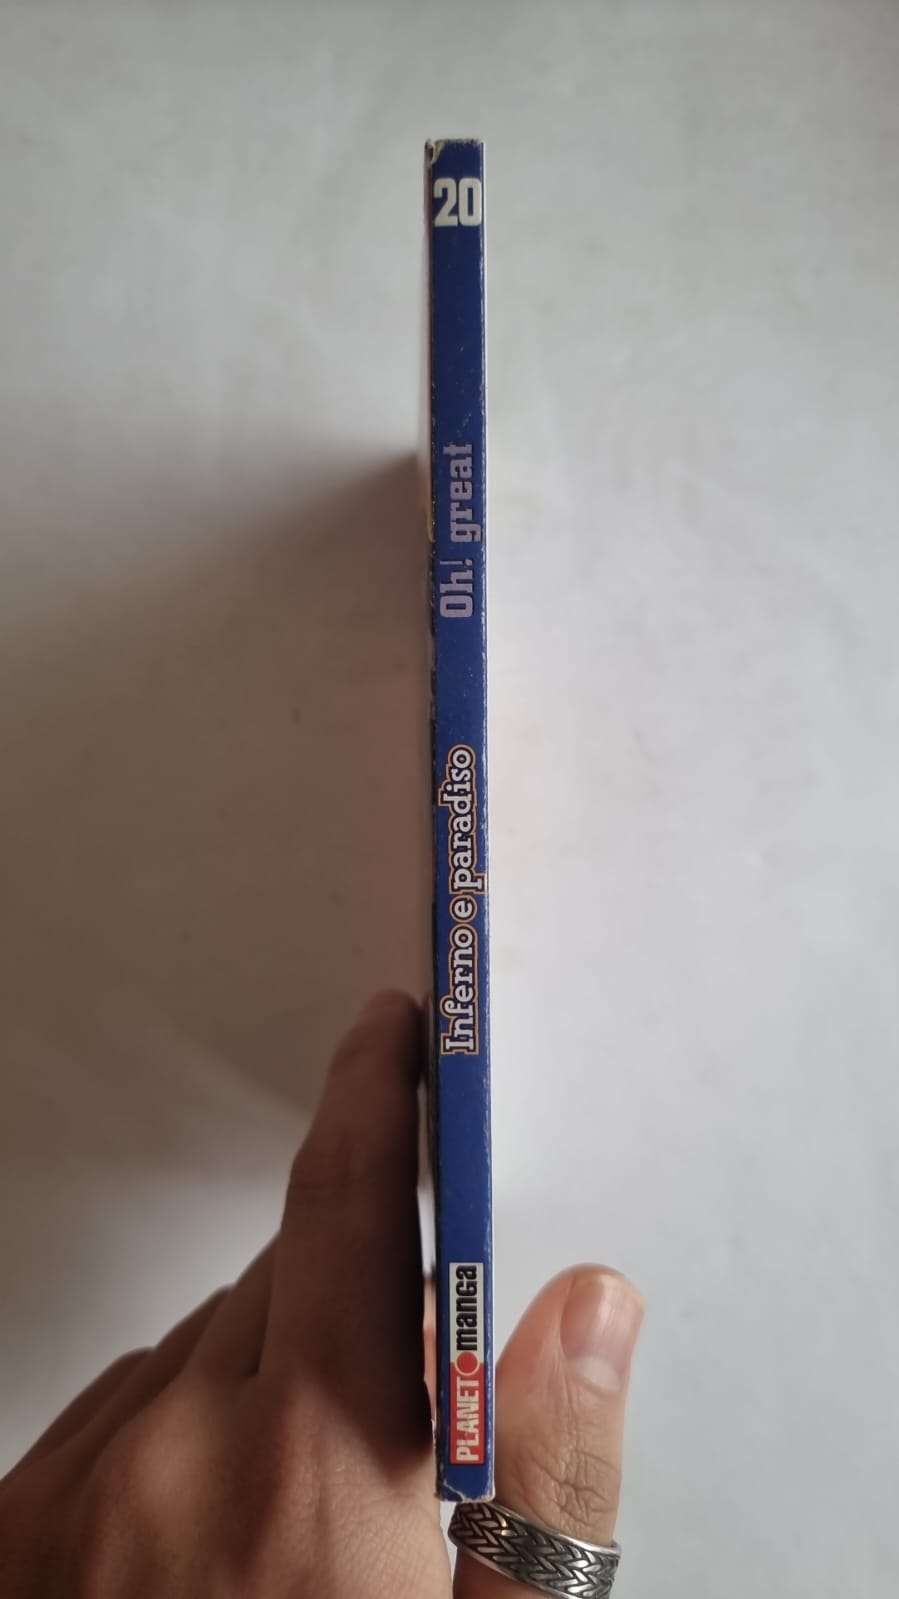 20
Oh! great
Inferno e paradiso
PLANET manga